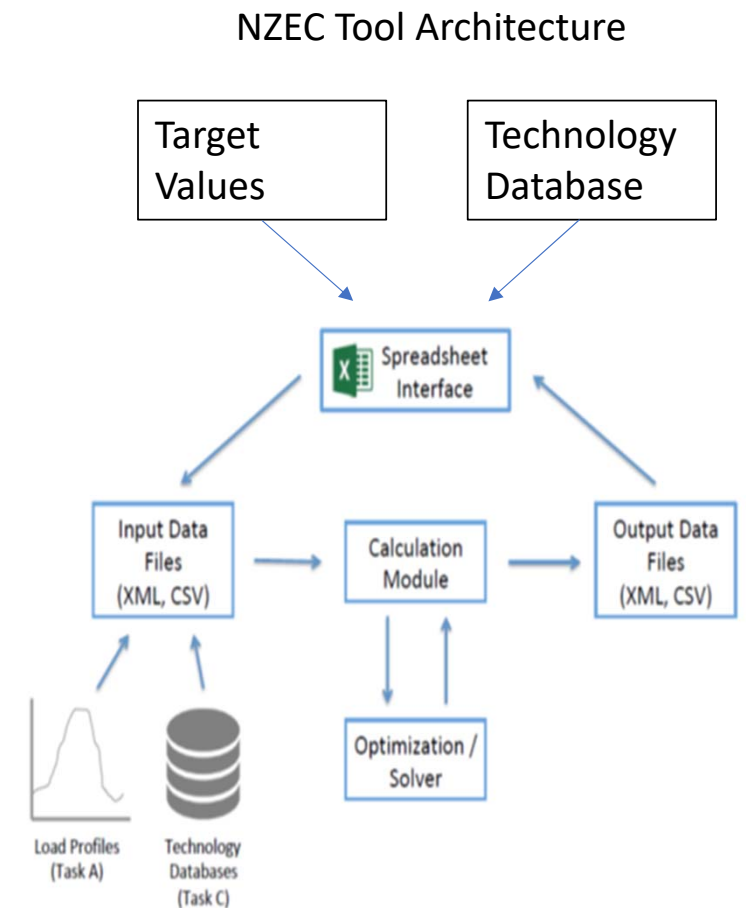 NZEC Tool Architecture
Target
Values
Technology
Database
X
Spreadsheet
Interface
Input Data
Files
(XML, CSV)
Calculation
Module
Output Data
Files
(XML, CSV)
Optimization /
Solver
Load Profiles
(Task A)
Technology
Databases
(Task C)